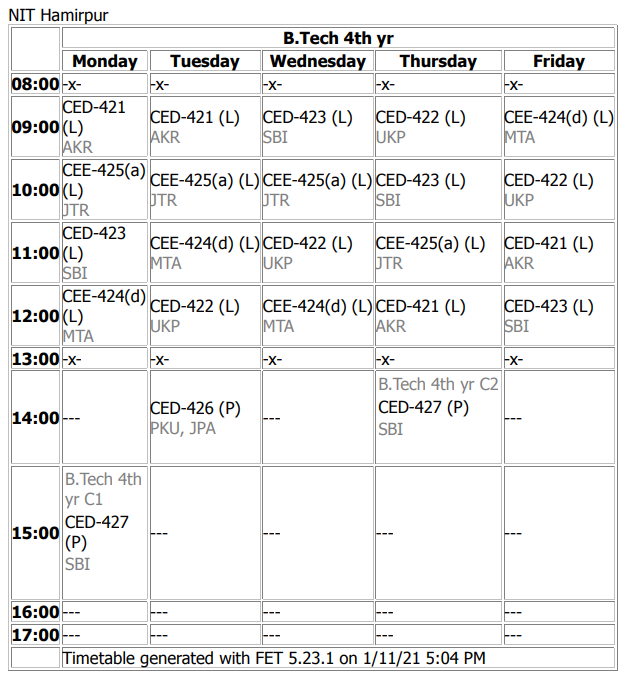 NIT Hamirpur
B.Tech 4th yr
Monday Tuesday Wednesday Thursday Friday
08:00 -x- -x- -x- -x- -x-
09:00
CED-421
(L)
AKR
CED-421 (L)
AKR
CED-423 (L)
SBI
CED-422 (L)
UKP
CEE-424(d) (L)
MTA
10:00
CEE-425(a)
(L)
JTR
CEE-425(a) (L)
JTR
CEE-425(a) (L)
JTR
CED-423 (L)
SBI
CED-422 (L)
UKP
11:00
CED-423
(L)
SBI
CEE-424(d) (L)
MTA
CED-422 (L)
UKP
CEE-425(a) (L)
JTR
CED-421 (L)
AKR
12:00
CEE-424(d)
(L)
MTA
CED-422 (L)
UKP
CEE-424(d) (L)
MTA
CED-421 (L)
AKR
CED-423 (L)
SBI
13:00 -x- -x- -x- -x- -x-
14:00
---
CED-426 (P)
PKU, JPA
---
B.Tech 4th yr C2
CED-427 (P)
SBI
---
15:00
B.Tech 4th
yr C1
CED-427
(P)
SBI
---
---
---
---
16:00 --- --- --- --- ---
17:00 --- --- --- --- ---
Timetable generated with FET 5.23.1 on 1/11/21 5:04 PM